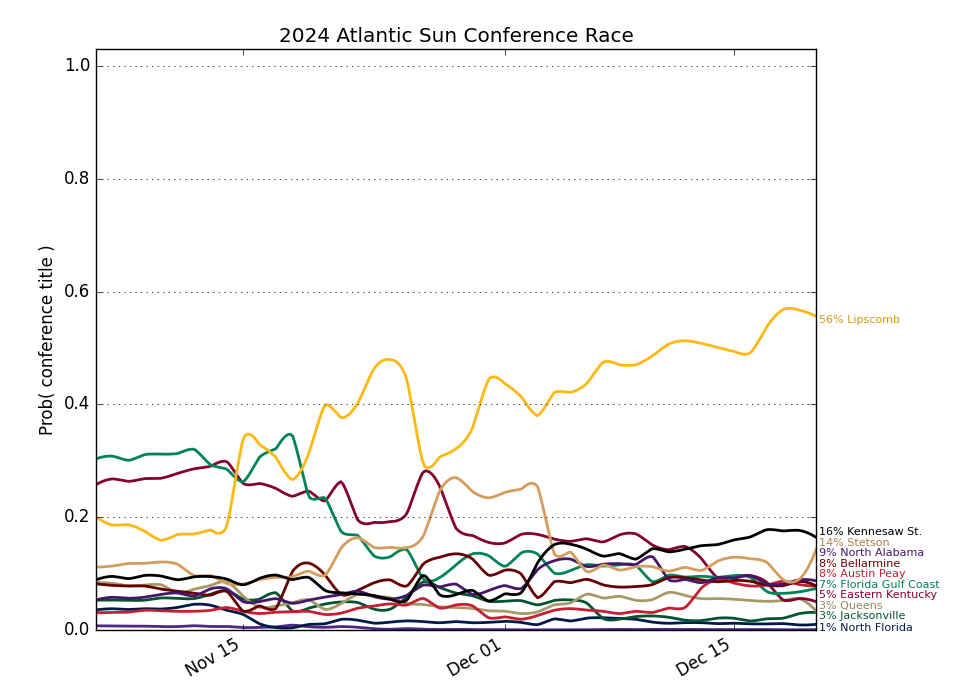 2024 Atlantic Sun Conference Race
1.0
0.8
0.6
0.4
0.2
0.0
Prob( conference title )
Nov 15
Dec 01
Dec 15
56% Lipscomb
16% Kennesaw St.
14% Stetson
9% North Alabama
8% Bellarmine
8% Austin Peay
7% Florida Gulf Coast
5% Eastern Kentucky
3% Queens
3% Jacksonville
1% North Florida